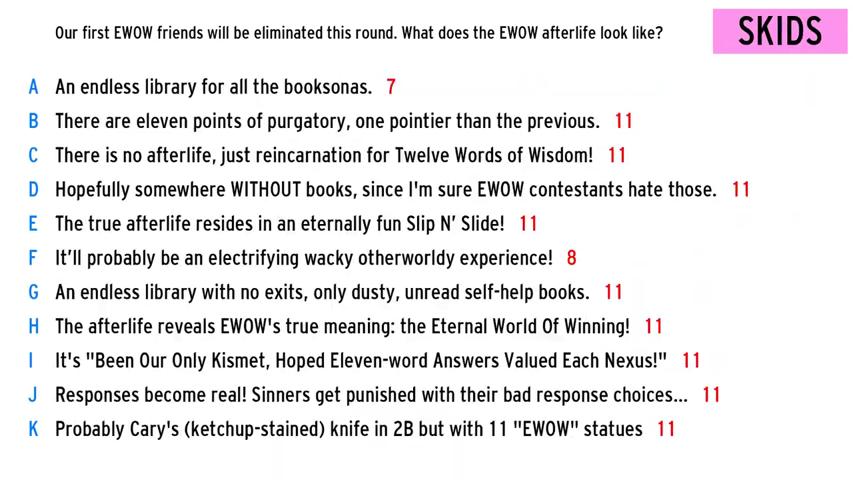 Our first EWOW friends will be eliminated this round. What does the EWOW afterlife look like?
SKIDS
A An endless library for all the booksonas. 7
B There are eleven points of purgatory, one pointier than the previous. 11
C There is no afterlife, just reincarnation for Twelve Words of Wisdom! 11
D Hopefully somewhere WITHOUT books, since I'm sure EWOW contestants hate those. 11
E The true afterlife resides in an eternally fun Slip N’ Slide! 11
F It’ll probably be an electrifying wacky otherworldy experience! 8
G An endless library with no exits, only dusty, unread self-help books. 11
H The afterlife reveals EWOW's true meaning: the Eternal World Of Winning! 11
I It's "Been Our Only Kismet, Hoped Eleven-word Answers Valued Each Nexus!" 11
J Responses become real! Sinners get punished with their bad response choices... 11
K Probably Cary's (ketchup-stained) knife in 2B but with 11 "EWOW" statues 11